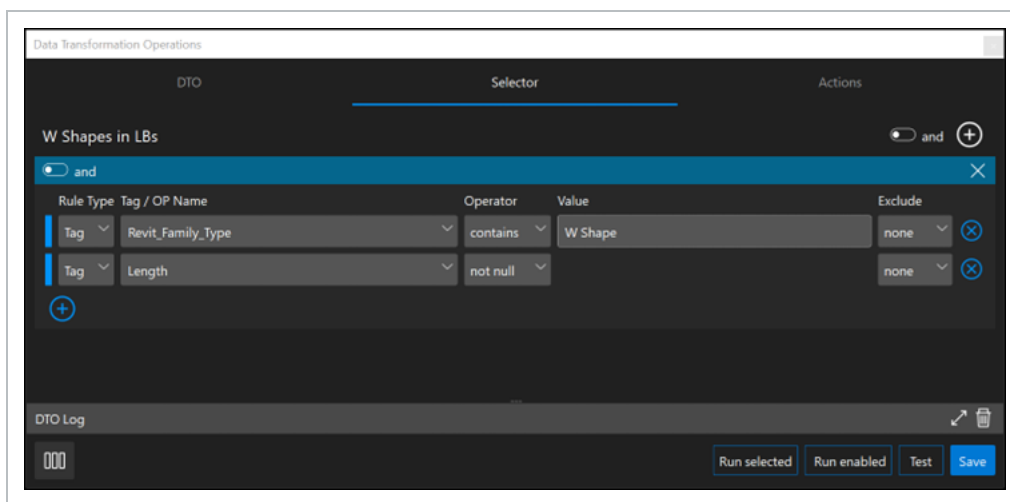 Data Transformation Operations
DTO Selector Actions
W Shapes in LBs and
and
Rule Type Tag / OP Name Operator Value Exclude
Tag Revit_Family_Type contains W Shape none
Tag Length not null none
DTO Log
Run selected Run enabled Test Save